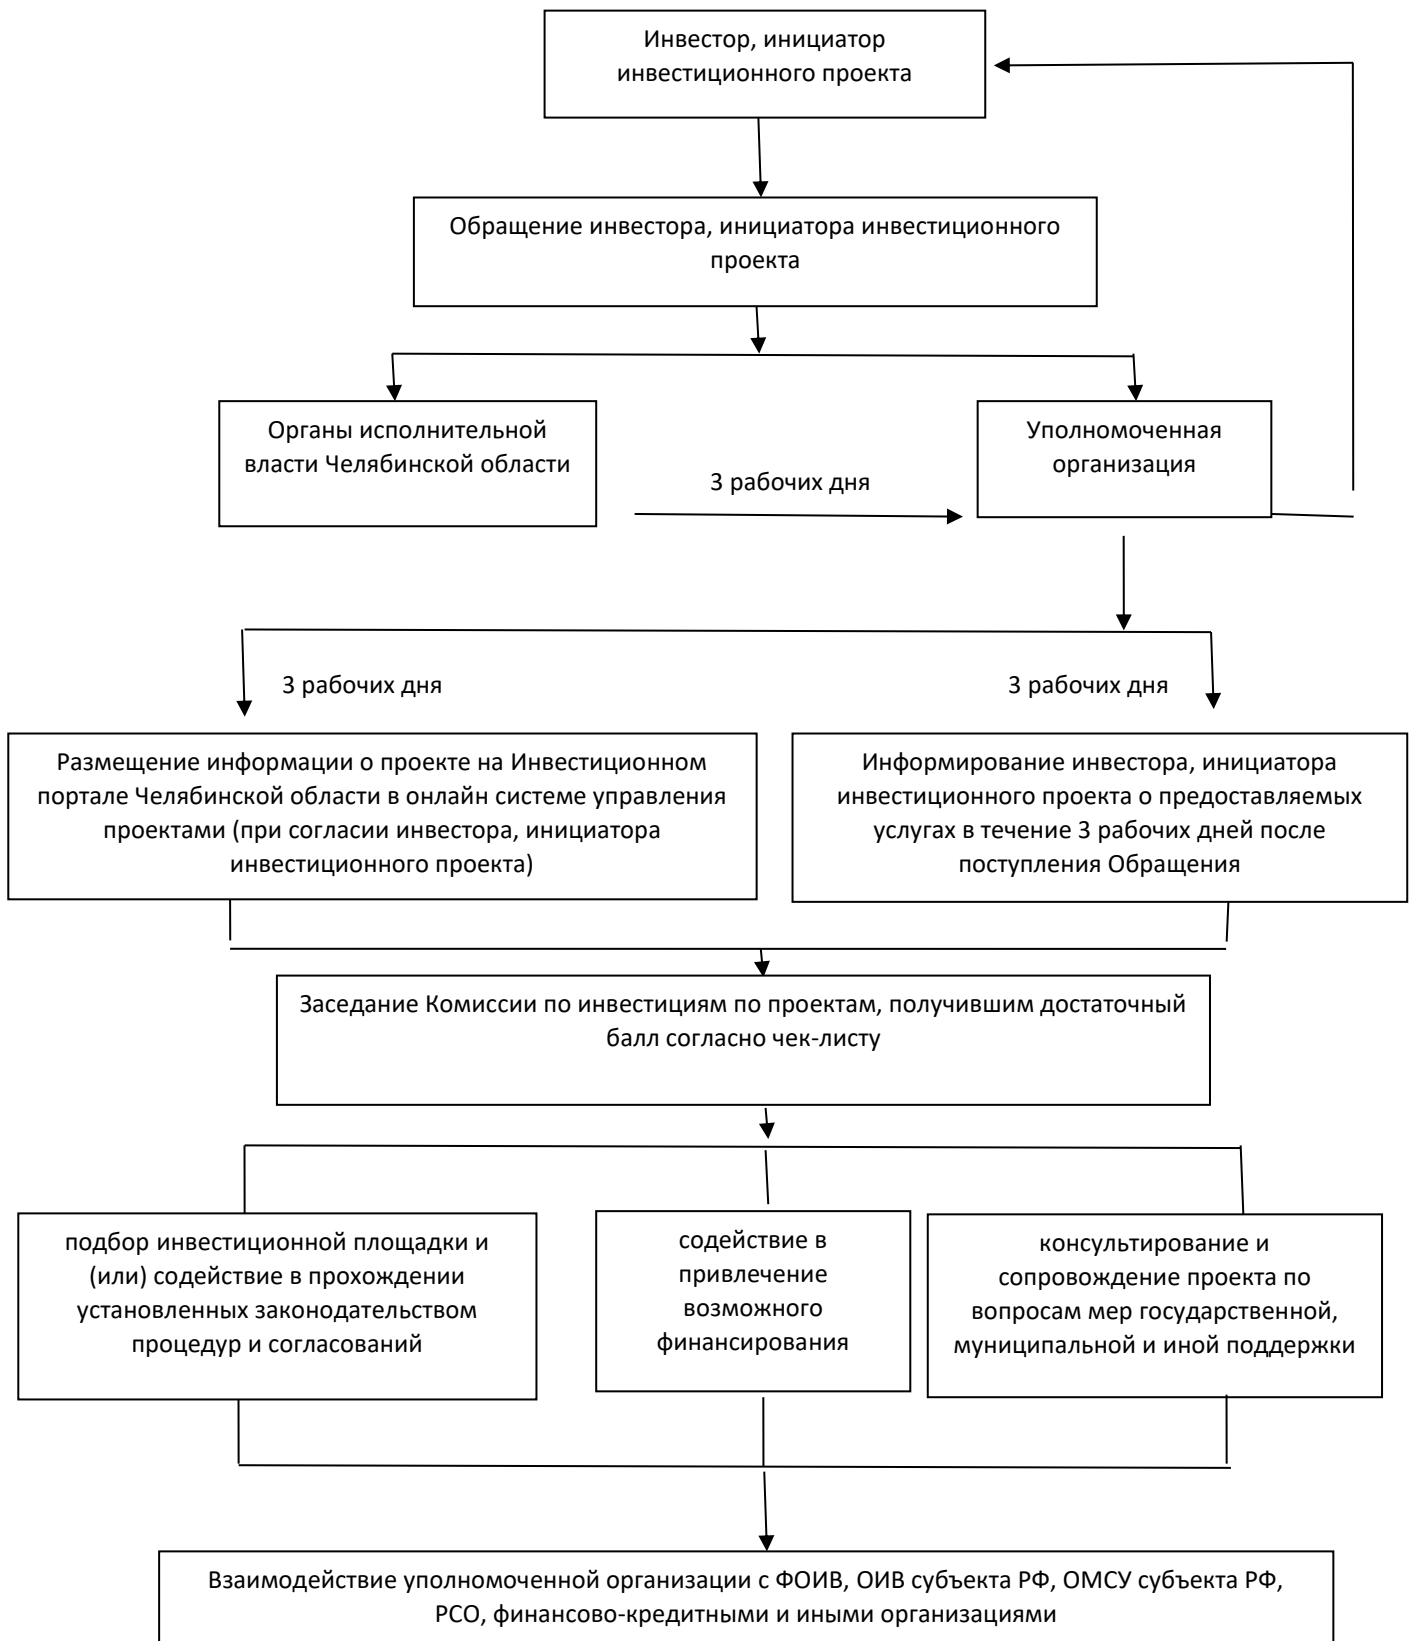 Инвестор, инициатор
инвестиционного проекта
Обращение инвестора, инициатора инвестиционного
проекта
Органы исполнительной
власти Челябинской области
3 рабочих дня
Уполномоченная
организация
3 рабочих дня
3 рабочих дня
Размещение информации о проекте на Инвестиционном
портале Челябинской области в онлайн системе управления
проектами (при согласии инвестора, инициатора
инвестиционного проекта)
Информирование инвестора, инициатора
инвестиционного проекта о предоставляемых
услугах в течение 3 рабочих дней после
поступления Обращения
Заседание Комиссии по инвестициям по проектам, получившим достаточный
балл согласно чек-листу
подбор инвестиционной площадки и
(или) содействие в прохождении
установленных законодательством
процедур и согласований
содействие в
привлечение
возможного
финансирования
консультирование и
сопровождение проекта по
вопросам мер государственной,
муниципальной и иной поддержки
Взаимодействие уполномоченной организации с ФОИВ, ОИВ субъекта РФ, ОМСУ субъекта РФ,
РСО, финансово-кредитными и иными организациями